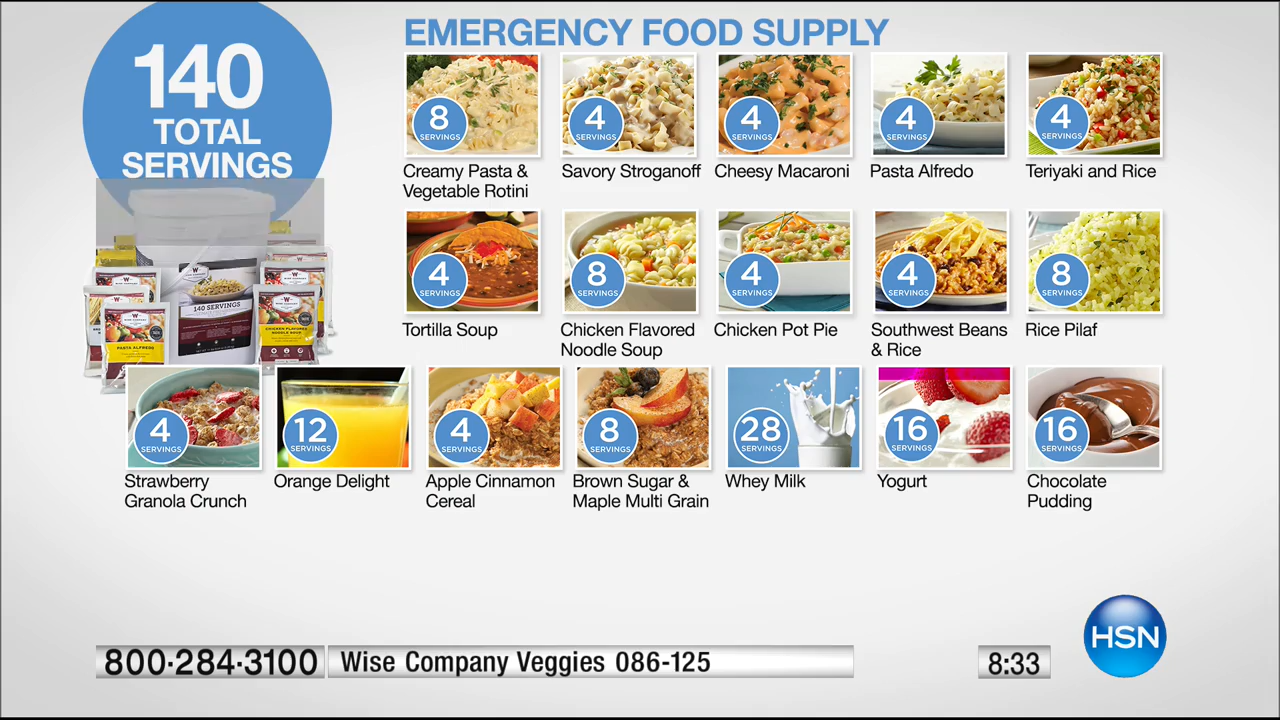 140
TOTAL
SERVINGS
EMERGENCY FOOD SUPPLY
8
SERVINGS
4
SERVINGS
4
SERVINGS
4
SERVINGS
4
SERVINGS
Creamy Pasta &
Vegetable Rotini
Savory Stroganoff
Cheesy Macaroni
Pasta Alfredo
Teriyaki and Rice
4
SERVINGS
8
SERVINGS
4
SERVINGS
4
SERVINGS
8
SERVINGS
Tortilla Soup
Chicken Flavored
Noodle Soup
Chicken Pot Pie
Southwest Beans
& Rice
Rice Pilaf
140 SERVINGS
PASTA ALFREDO
CHICKEN FLAVORED
NOODLE SOUP
4
SERVINGS
12
SERVINGS
4
SERVINGS
8
SERVINGS
28
SERVINGS
16
SERVINGS
16
SERVINGS
Strawberry
Granola Crunch
Orange Delight
Apple Cinnamon
Cereal
Brown Sugar &
Maple Multi Grain
Whey Milk
Yogurt
Chocolate
Pudding
HSN
800·284·3100
Wise Company Veggies 086-125
8:33